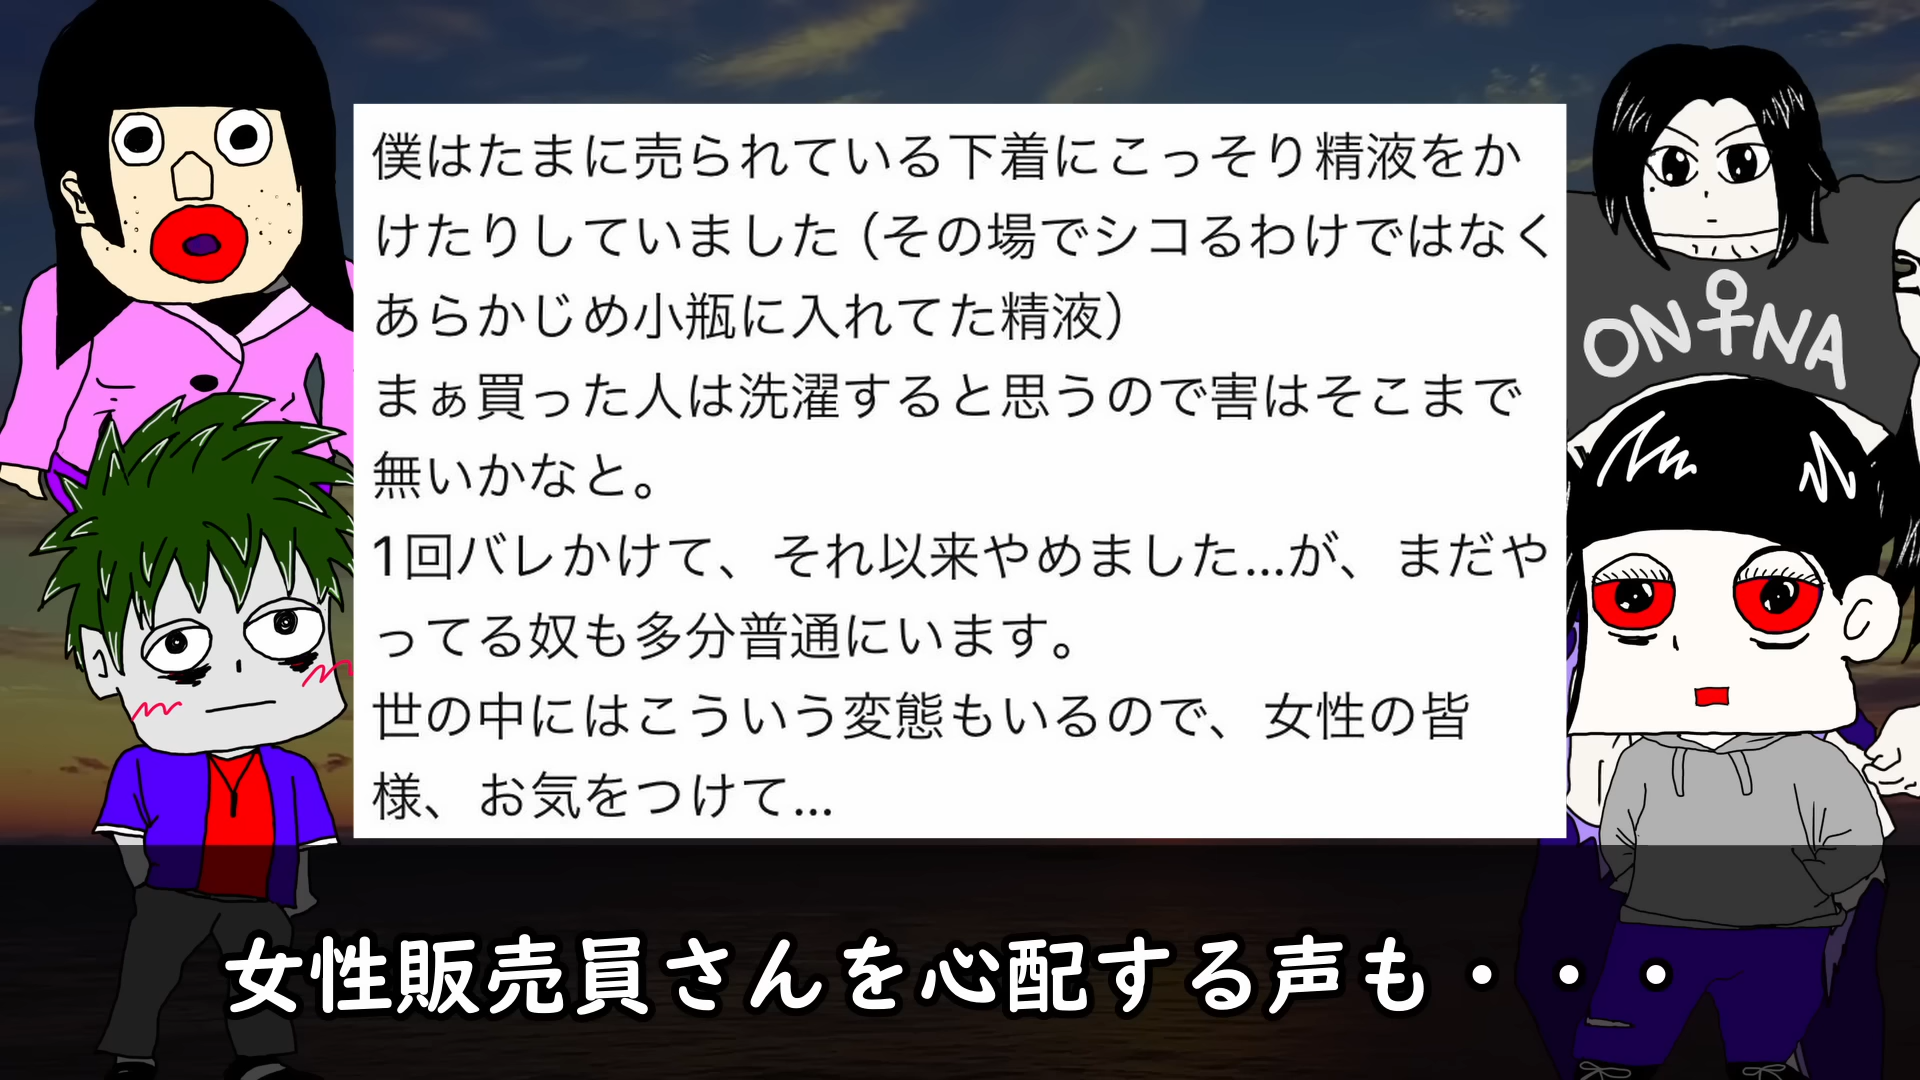 僕はたまに売られている下着にこっそり精液をか
けたりしていました（その場でシコるわけではなく
あらかじめ小瓶に入れてた精液）
まぁ買った人は洗濯すると思うので害はそこまで
無いかなと。
1回バレかけて、それ以来やめました...が、まだや
ってる奴も多分普通にいます。
世の中にはこういう変態もいるので、女性の皆
様、お気をつけて...
ON♀NA
女性販売員さんを心配する声も・・・